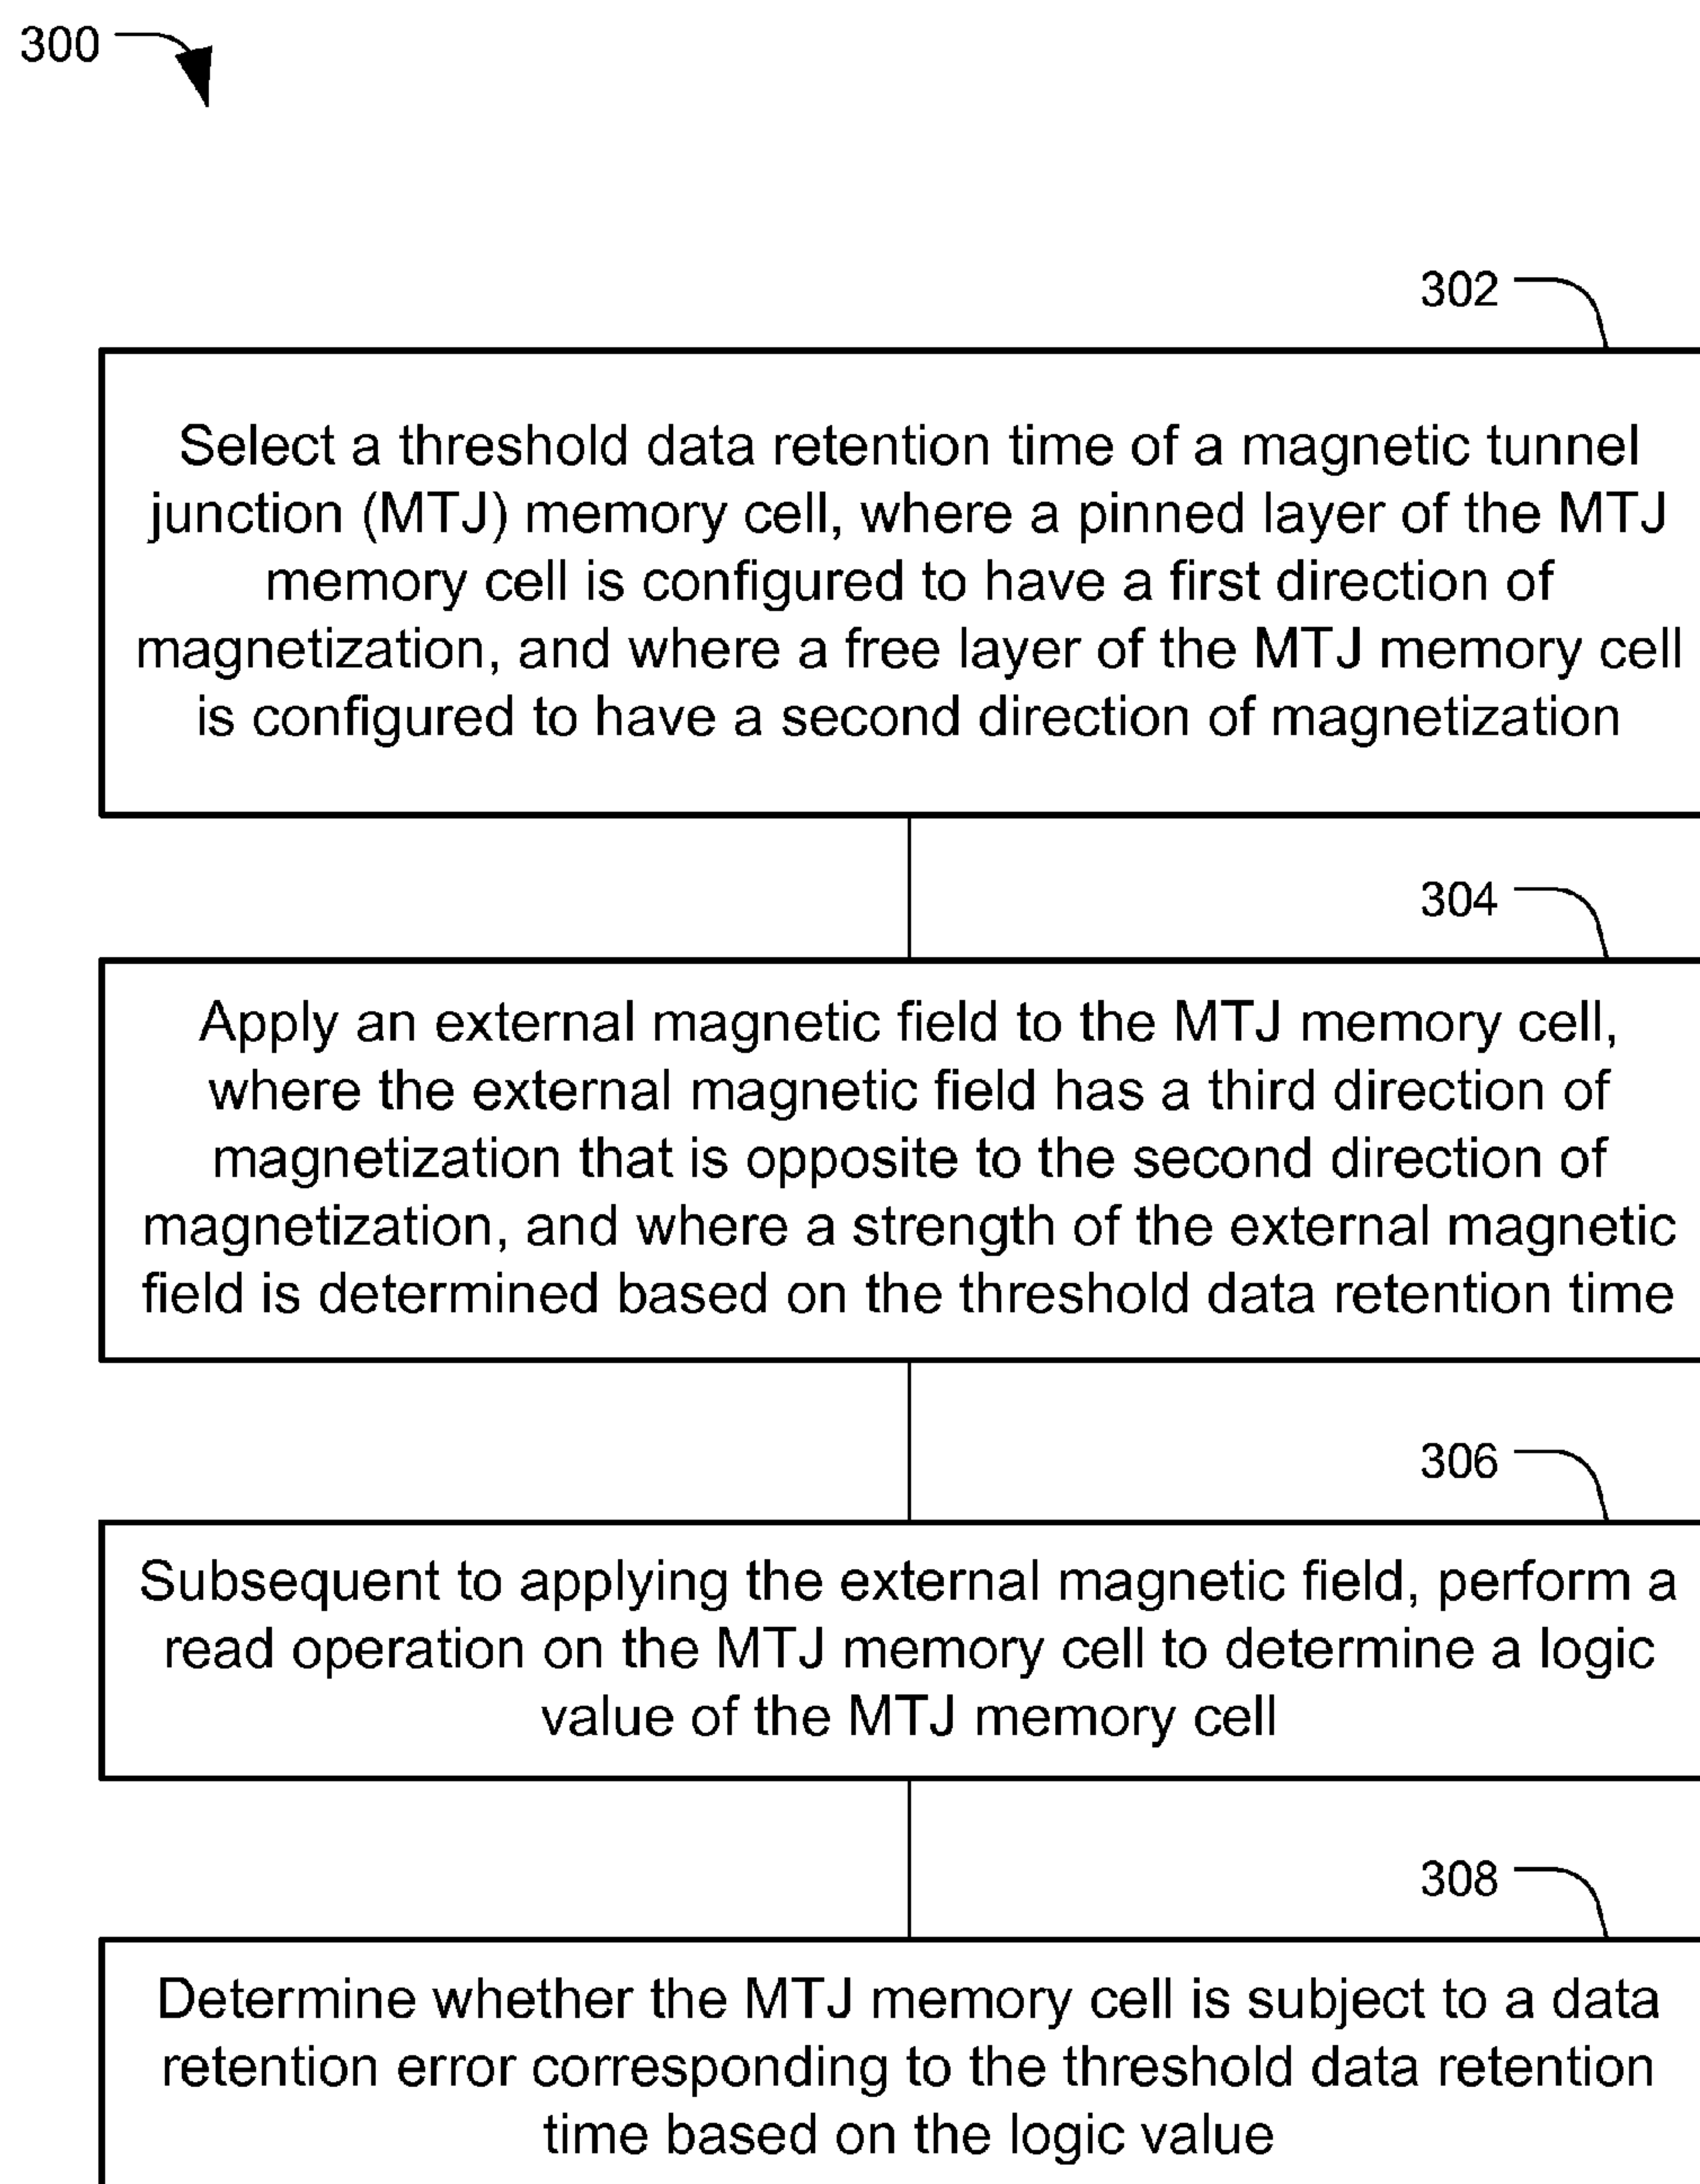 300
302
Select a threshold data retention time of a magnetic tunnel
junction (MTJ) memory cell, where a pinned layer of the MTJ
memory cell is configured to have a first direction of
magnetization, and where a free layer of the MTJ memory cell
is configured to have a second direction of magnetization
304
Apply an external magnetic field to the MTJ memory cell,
where the external magnetic field has a third direction of
magnetization that is opposite to the second direction of
magnetization, and where a strength of the external magnetic
field is determined based on the threshold data retention time
306
Subsequent to applying the external magnetic field, perform a
read operation on the MTJ memory cell to determine a logic
value of the MTJ memory cell
308
Determine whether the MTJ memory cell is subject to a data
retention error corresponding to the threshold data retention
time based on the logic value